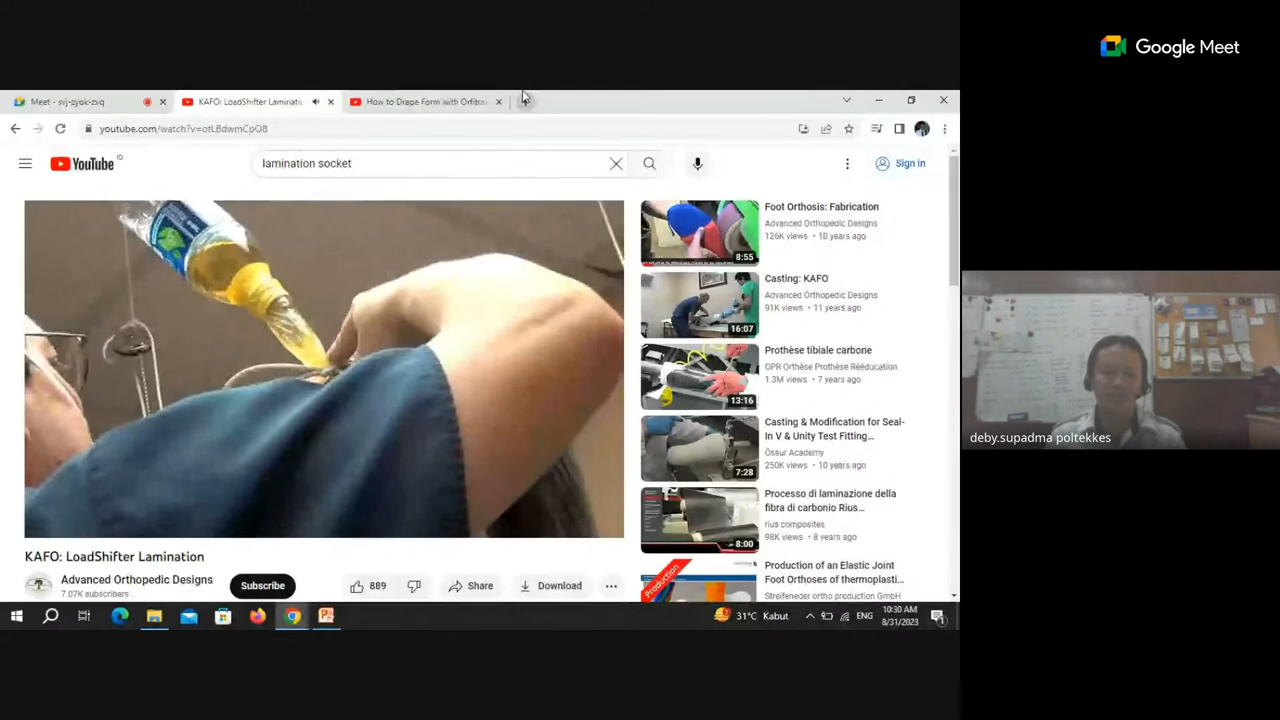 Google Meet
Meet - svj-zyok-zvq
KAFO: LoadShifter Laminatio
How to Drape Form with Orfitra
youtube.com/watch?v=otLBdwmCpO8
YouTube ID
lamination socket
Sign in
Foot Orthosis: Fabrication
Advanced Orthopedic Designs
126K views • 10 years ago
8:55
Casting: KAFO
Advanced Orthopedic Designs
91K views • 11 years ago
16:07
Prothèse tibiale carbone
OPR Orthèse Prothèse Rééducation
1.3M views • 7 years ago
13:16
Casting & Modification for Seal-
In V & Unity Test Fitting...
Össur Academy
250K views • 10 years ago
7:28
Processo di laminazione della
fibra di carbonio Rius...
rius composites
98K views • 8 years ago
8:00
Production of an Elastic Joint
Foot Orthoses of thermoplasti...
Streifeneder ortho production GmbH
Production
KAFO: LoadShifter Lamination
Advanced Orthopedic Designs
7.07K subscribers
Subscribe
889
Share
Download
deby.supadma poltekkes
31°C Kabut
ENG
10:30 AM
8/31/2023
1